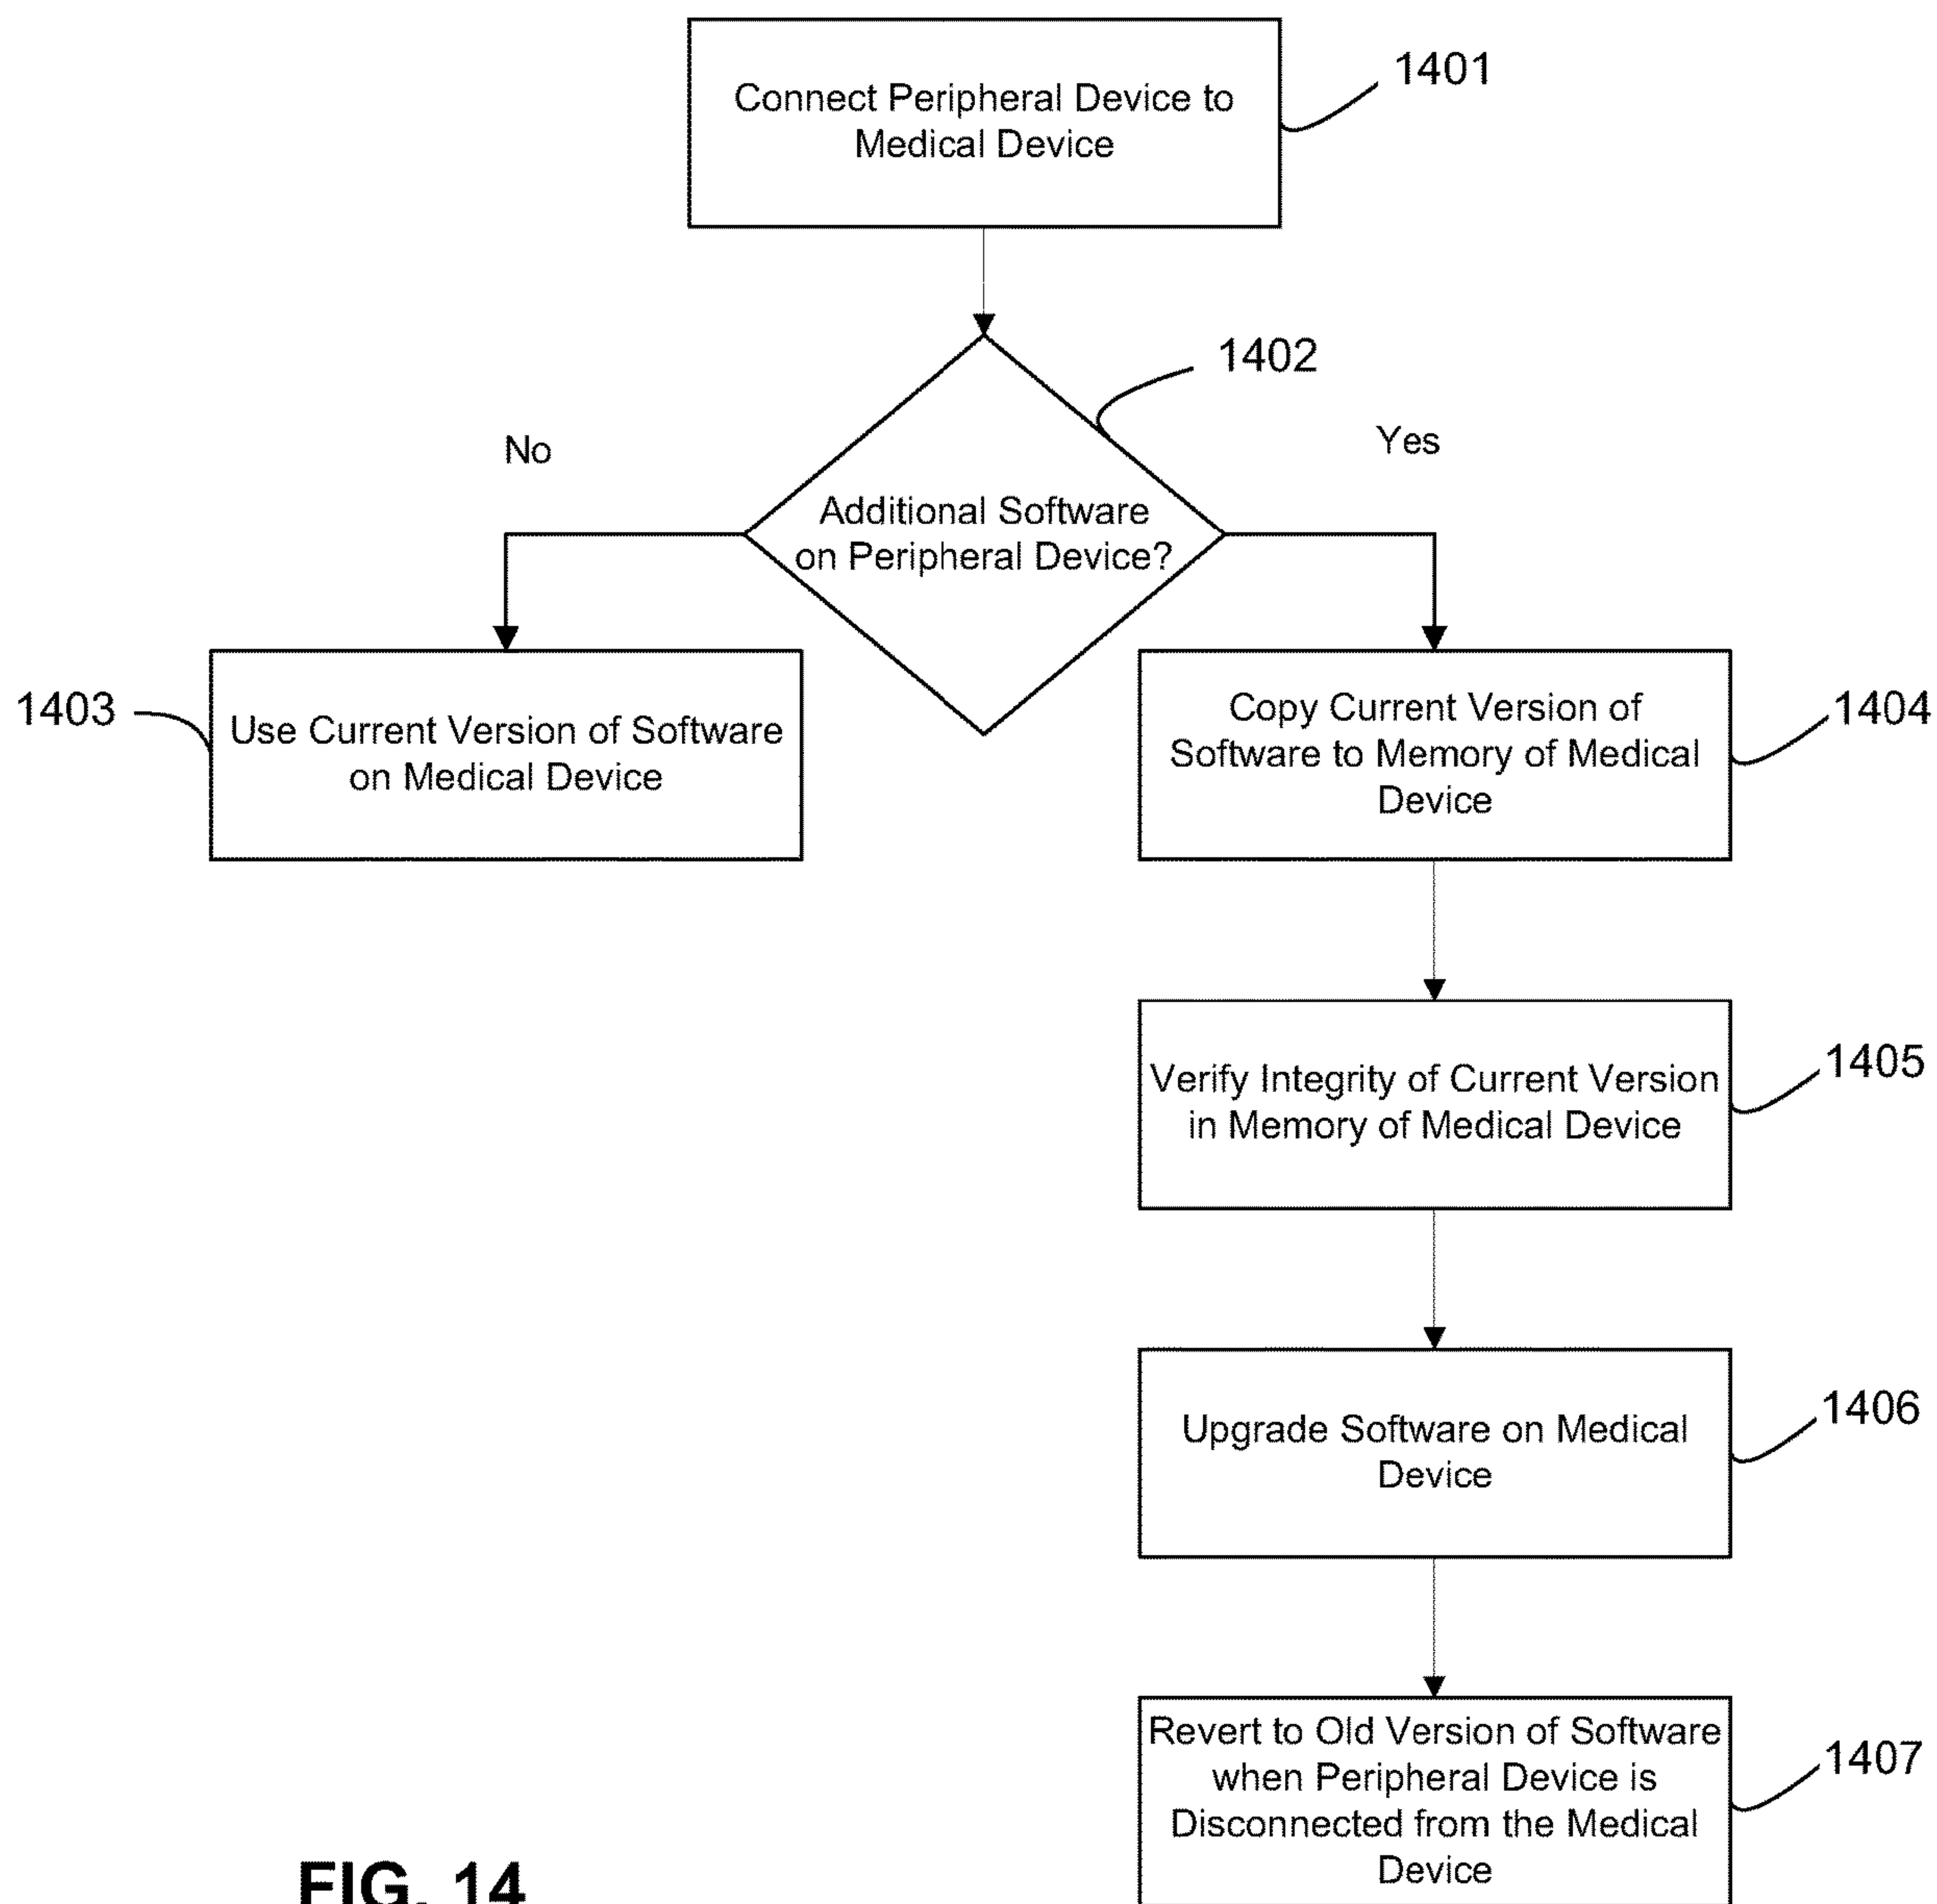 Connect Peripheral Device to
Medical Device
1401
1402
No
Yes
Additional Software
on Peripheral Device?
1403
Use Current Version of Software
on Medical Device
Copy Current Version of
Software to Memory of Medical
Device
1404
Verify Integrity of Current Version
in Memory of Medical Device
1405
Upgrade Software on Medical
Device
1406
Revert to Old Version of Software
when Peripheral Device is
Disconnected from the Medical
Device
1407
FIG. 14